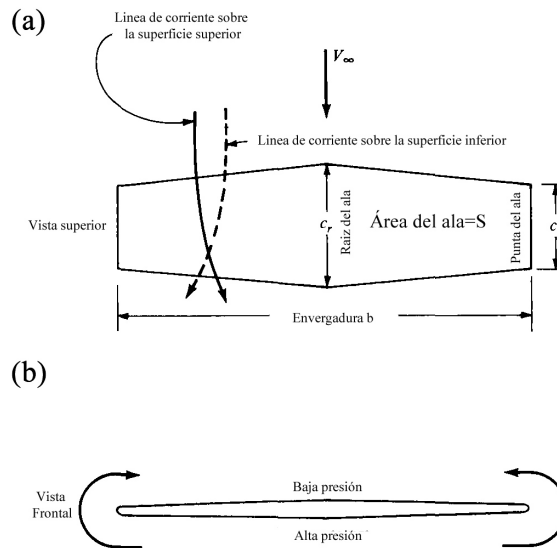 (a)
Linea de corriente sobre
la superficie superior
V∞
Linea de corriente sobre la superficie inferior
Vista superior
cr
Raiz del ala
Área del ala=S
Punta del ala
c
Envergadura b
(b)
Vista
Frontal
Baja presión
Alta presión